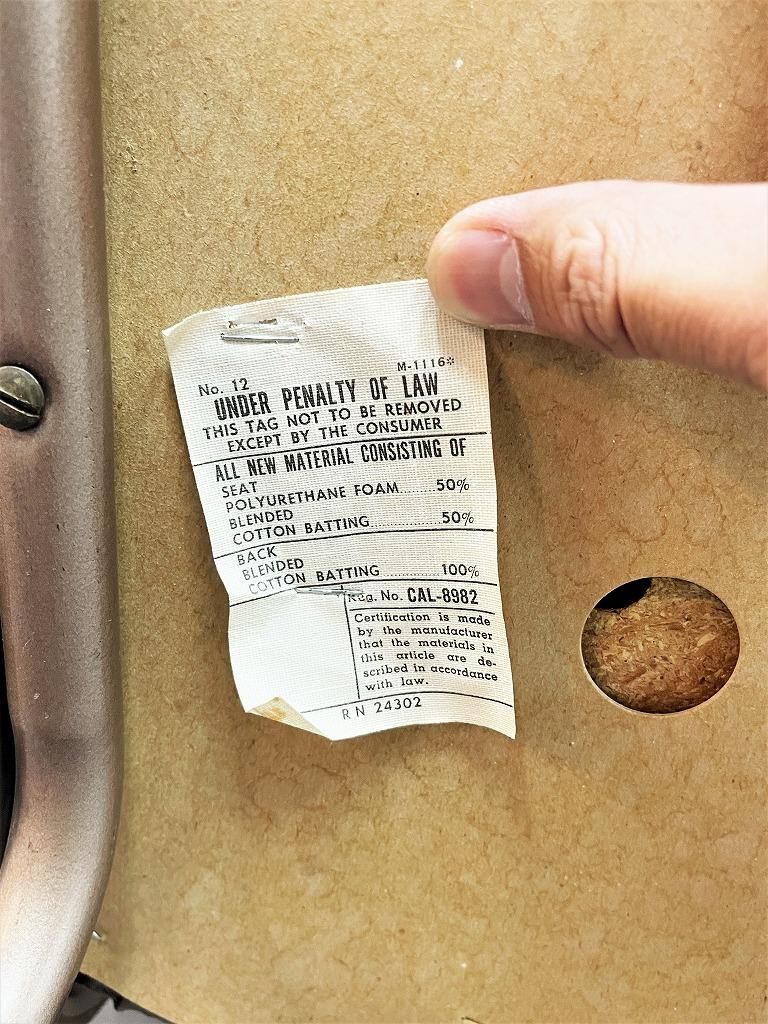 No. 12 M-1116*
UNDER PENALTY OF LAW
THIS TAG NOT TO BE REMOVED
EXCEPT BY THE CONSUMER
ALL NEW MATERIAL CONSISTING OF
SEAT
POLYURETHANE FOAM........50%
BLENDED
COTTON BATTING................50%
BACK
BLENDED
COTTON BATTING..............100%
Reg. No. CAL-8982
Certification is made
by the manufacturer
that the materials in
this article are de-
scribed in accordance
with law.
RN 24302